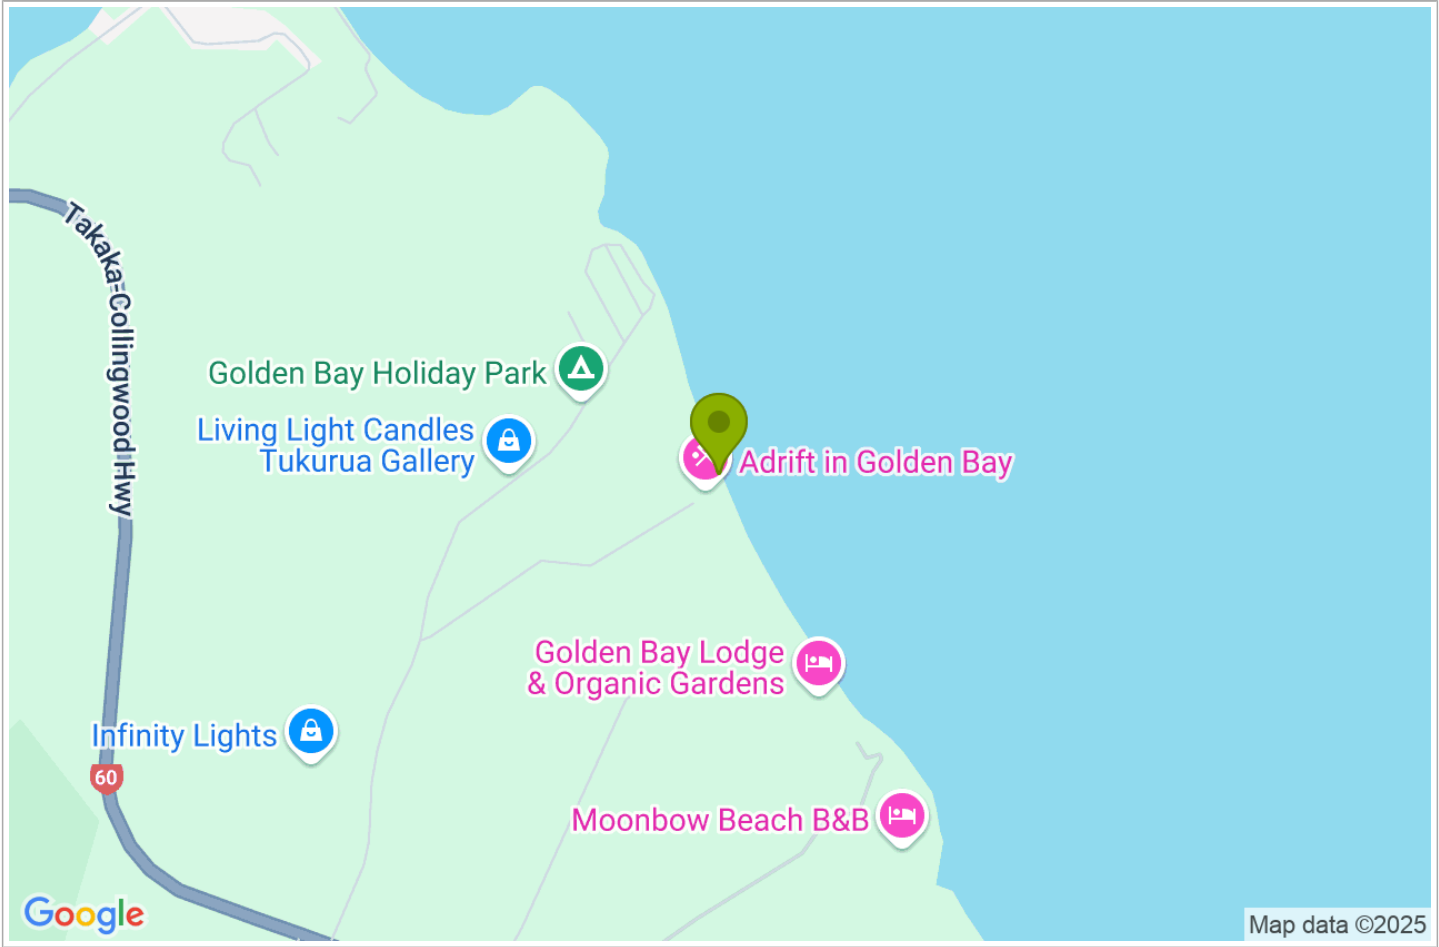 Takaka-Collingwood Hwy
Golden Bay Holiday Park
Living Light Candles
Tukurua Gallery
Adrift in Golden Bay
Golden Bay Lodge
& Organic Gardens
Infinity Lights
60
Moonbow Beach B&B
Google
Map data ©2025